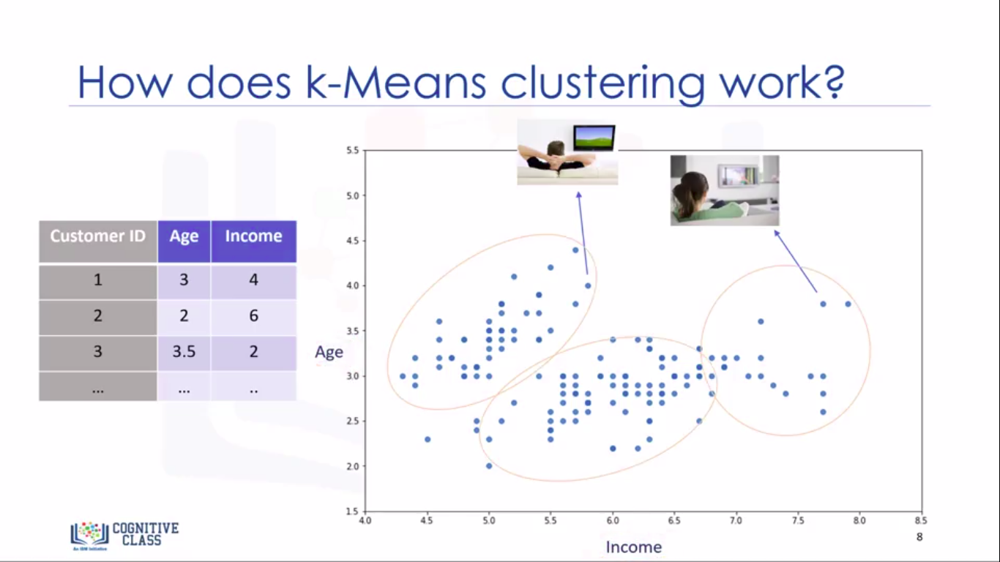 How does k-Means clustering work?
Customer ID Age Income
1 3 4
2 2 6
3 3.5 2
... ... ..
Age
5.5
5.0
4.5
4.0
3.5
3.0
2.5
2.0
1.5
4.0 4.5 5.0 5.5 6.0 6.5 7.0 7.5 8.0 8.5
Income
COGNITIVE
CLASS
An IBM Initiative
8